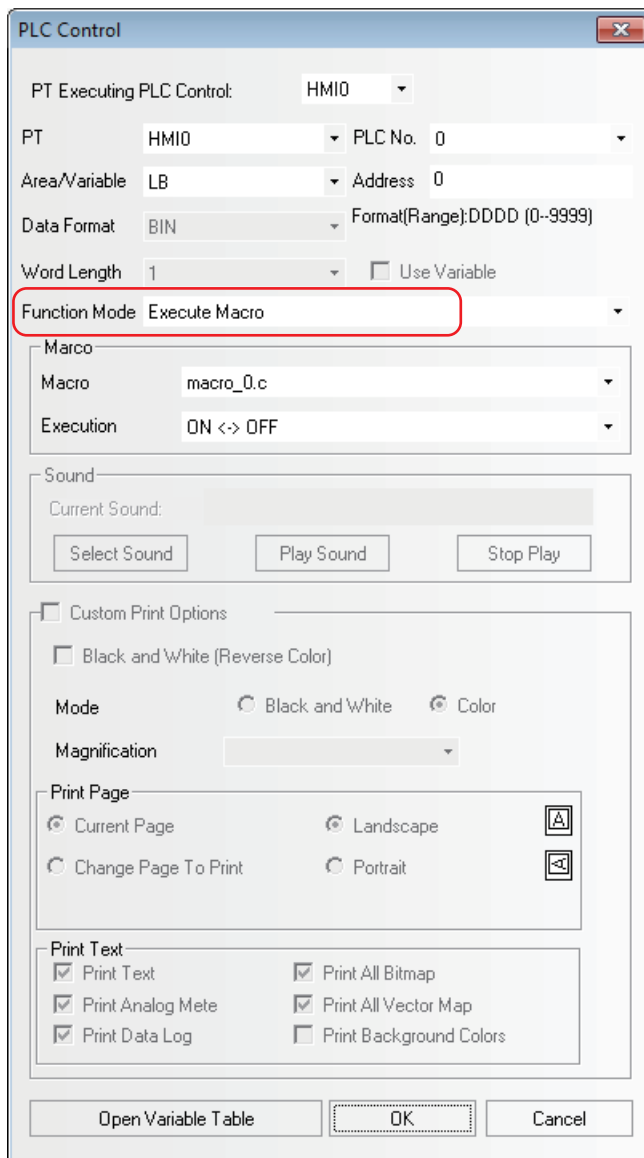 PLC Control
PT Executing PLC Control: HMI0
PT HMI0 PLC No. 0
Area/Variable LB Address 0
Data Format BIN Format(Range):DDDD (0--9999)
Word Length 1 Use Variable
Function Mode Execute Macro
Marco
Macro macro_0.c
Execution ON <-> OFF
Sound
Current Sound:
Select Sound Play Sound Stop Play
Custom Print Options
Black and White (Reverse Color)
Mode Black and White Color
Magnification
Print Page
Current Page Landscape A
Change Page To Print Portrait A
Print Text
Print Text Print All Bitmap
Print Analog Mete Print All Vector Map
Print Data Log Print Background Colors
Open Variable Table OK Cancel